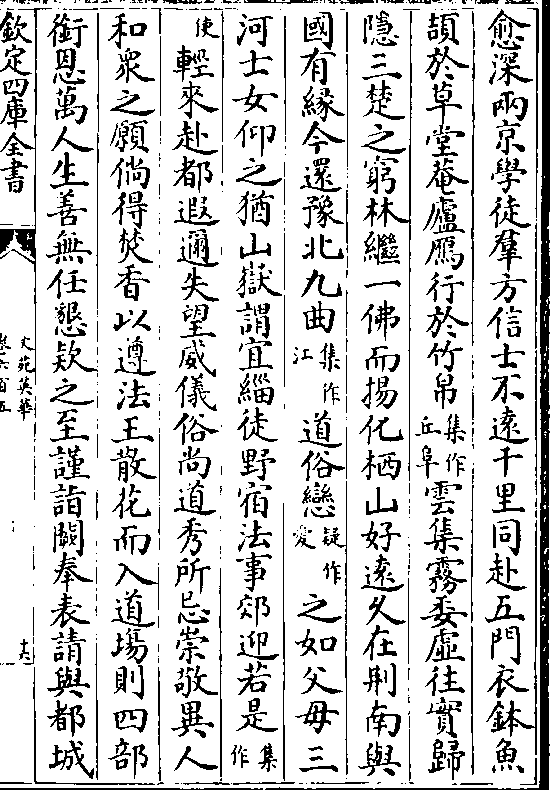 愈深兩京學徒羣方信士不遠千里同赴五門衣鉢魚
頡於草堂菴廬鴈行於竹帛集作丘阜雲集霧委虛往實歸
隱三楚之窮林繼一佛而揚化栖山好遠久在荆南與
國有緣今還豫北九曲集作江道俗戀疑作愛之如父母三
河士女仰之猶山嶽謂宜緇徒野宿法事郊迎若是集作
使輕來赴都遐邇失望威儀俗尚道秀所忌崇敬異人
和衆之願倘得焚香以遵法王散花而入道場則四部
銜恩萬人生善無任懇欵之至謹詣闕奉表請與都城
欽定四庫全書
文苑英華
卷六百五
十六